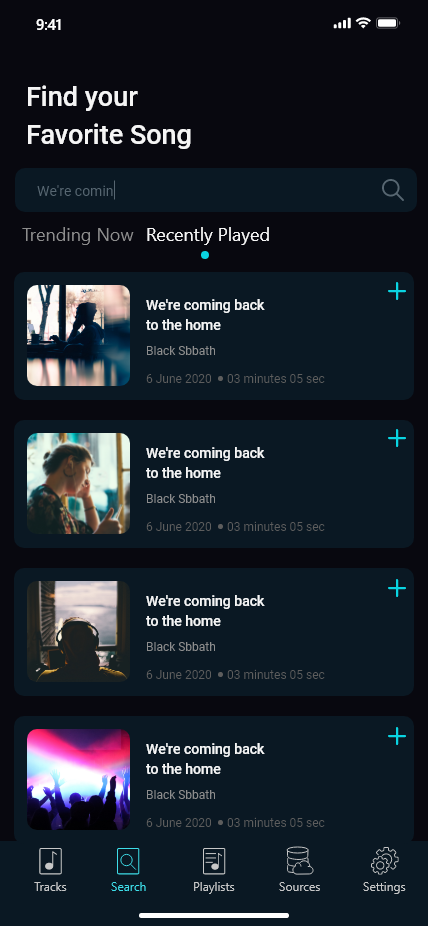 9:41
Find your
Favorite Song
We're comin
Trending Now Recently Played
We're coming back
to the home
Black Sbbath
6 June 2020 ● 03 minutes 05 sec
We're coming back
to the home
Black Sbbath
6 June 2020 ● 03 minutes 05 sec
We're coming back
to the home
Black Sbbath
6 June 2020 ● 03 minutes 05 sec
We're coming back
to the home
Black Sbbath
6 June 2020 ● 03 minutes 05 sec
Tracks Search Playlists Sources Settings